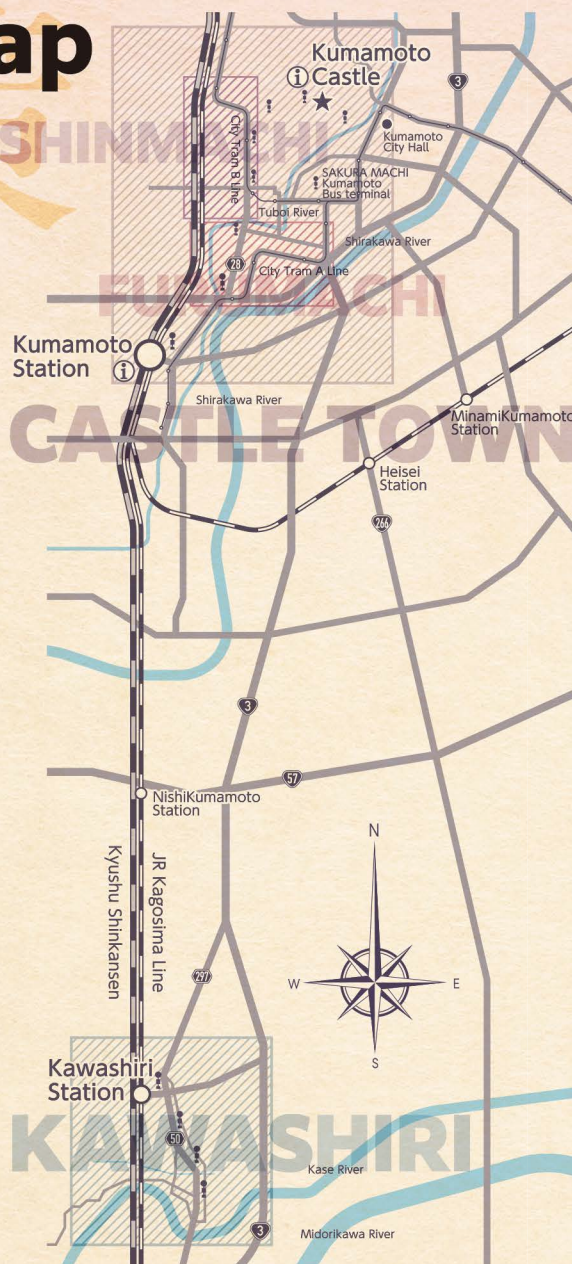 ap
Kumamoto
Castle
3
SHINMACHI
City Tram B Line
Kumamoto
City Hall
SAKURA MACHI
Kumamoto
Bus terminal
Tuboi River
Shirakawa River
28
City Tram A Line
FURUMACHI
Kumamoto
Station
Shirakawa River
CASTLE TOWN
MinamiKumamoto
Station
Heisei
Station
266
3
57
NishiKumamoto
Station
Kyushu Shinkansen
JR Kagosima Line
N
W
E
S
297
Kawashiri
Station
KAWASHIRI
50
Kase River
3
Midorikawa River